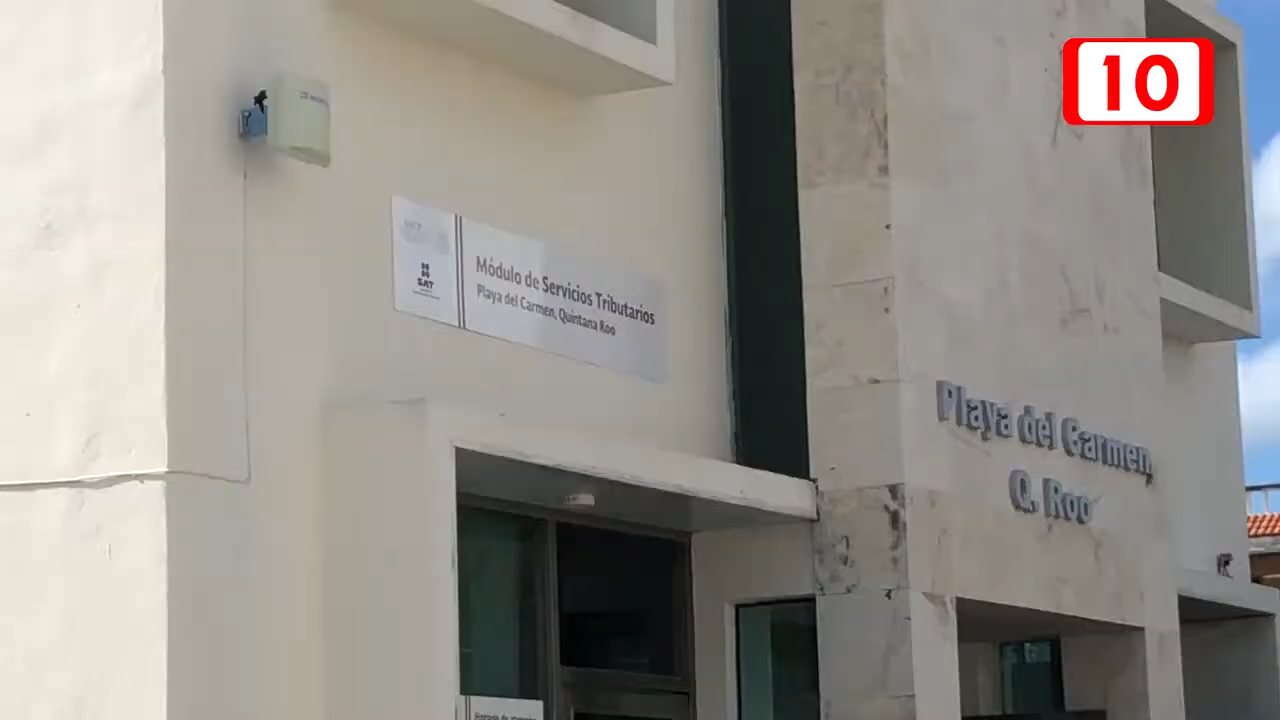 10
SAT
Módulo de Servicios Tributarios
Playa del Carmen, Quintana Roo
Playa del Carmen,
Q. Roo